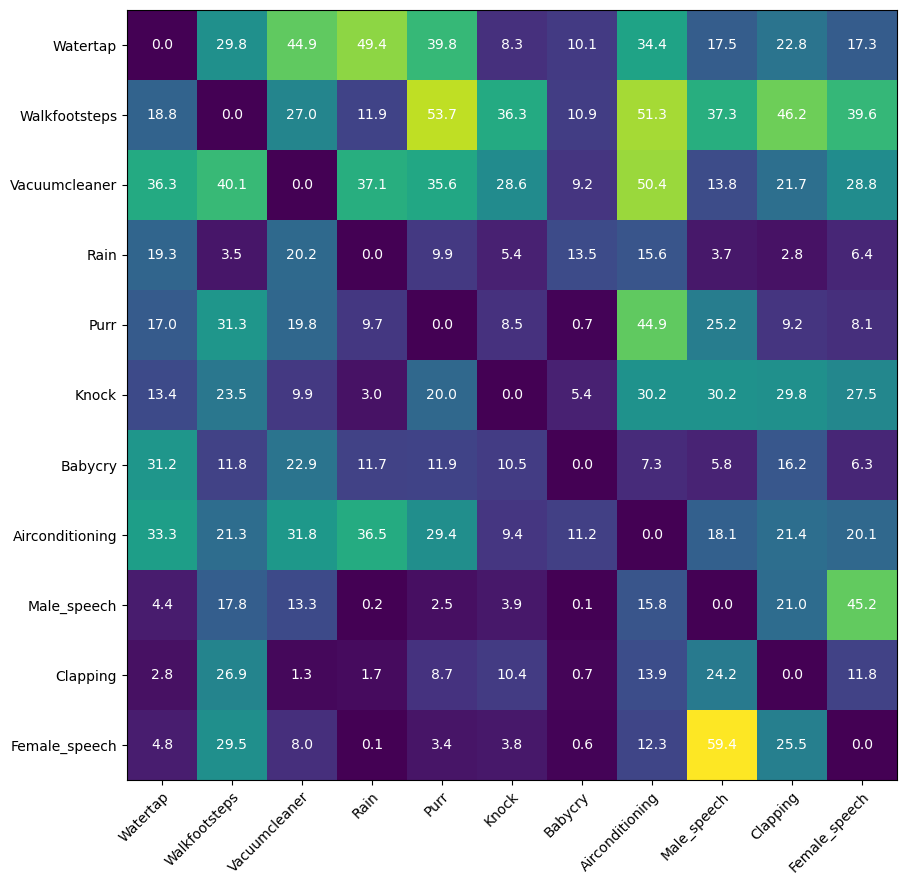 Watertap 0.0 29.8 44.9 49.4 39.8 8.3 10.1 34.4 17.5 22.8 17.3
Walkfootsteps 18.8 0.0 27.0 11.9 53.7 36.3 10.9 51.3 37.3 46.2 39.6
Vacuumcleaner 36.3 40.1 0.0 37.1 35.6 28.6 9.2 50.4 13.8 21.7 28.8
Rain 19.3 3.5 20.2 0.0 9.9 5.4 13.5 15.6 3.7 2.8 6.4
Purr 17.0 31.3 19.8 9.7 0.0 8.5 0.7 44.9 25.2 9.2 8.1
Knock 13.4 23.5 9.9 3.0 20.0 0.0 5.4 30.2 30.2 29.8 27.5
Babycry 31.2 11.8 22.9 11.7 11.9 10.5 0.0 7.3 5.8 16.2 6.3
Airconditioning 33.3 21.3 31.8 36.5 29.4 9.4 11.2 0.0 18.1 21.4 20.1
Male_speech 4.4 17.8 13.3 0.2 2.5 3.9 0.1 15.8 0.0 21.0 45.2
Clapping 2.8 26.9 1.3 1.7 8.7 10.4 0.7 13.9 24.2 0.0 11.8
Female_speech 4.8 29.5 8.0 0.1 3.4 3.8 0.6 12.3 59.4 25.5 0.0
Watertap Walkfootsteps Vacuumcleaner Rain Purr Knock Babycry Airconditioning Male_speech Clapping Female_speech